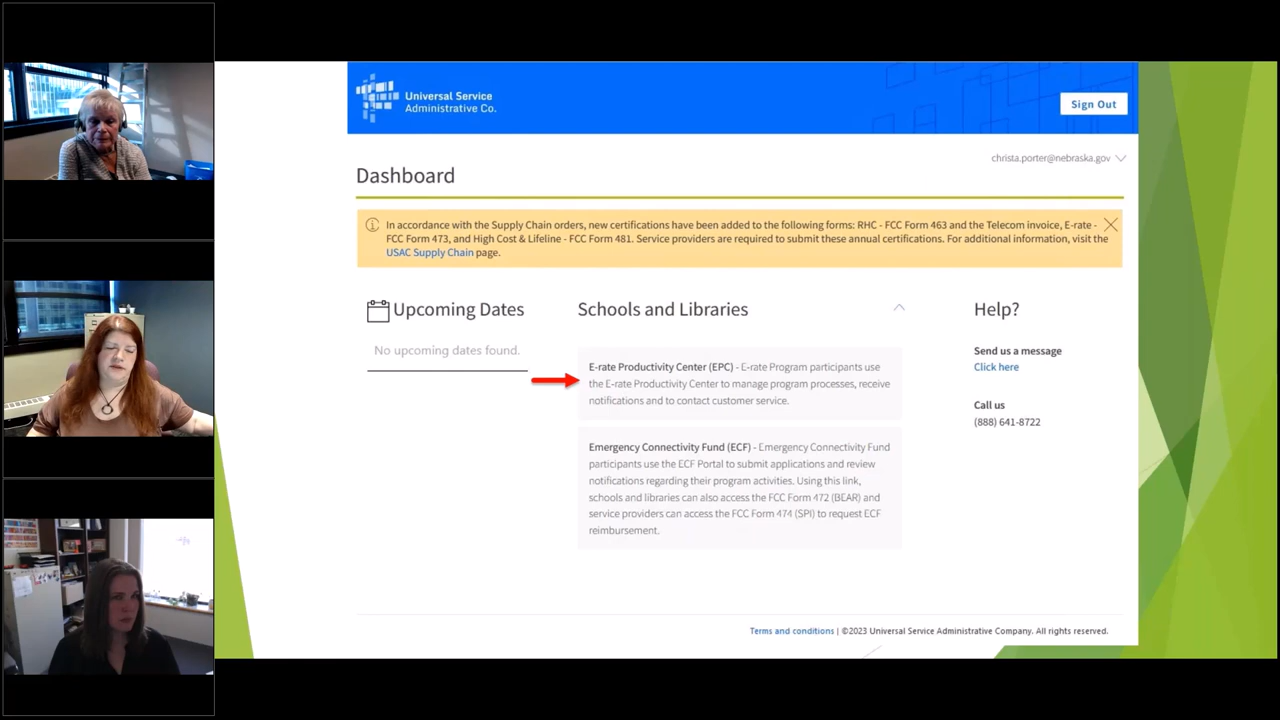 Universal Service
Administrative Co.
Sign Out
christa.porter@nebraska.gov
Dashboard
In accordance with the Supply Chain orders, new certifications have been added to the following forms: RHC - FCC Form 463 and the Telecom invoice, E-rate -
FCC Form 473, and High Cost & Lifeline - FCC Form 481. Service providers are required to submit these annual certifications. For additional information, visit the
USAC Supply Chain page.
Upcoming Dates
No upcoming dates found.
Schools and Libraries
E-rate Productivity Center (EPC) - E-rate Program participants use
the E-rate Productivity Center to manage program processes, receive
notifications and to contact customer service.
Emergency Connectivity Fund (ECF) - Emergency Connectivity Fund
participants use the ECF Portal to submit applications and review
notifications regarding their program activities. Using this link,
schools and libraries can also access the FCC Form 472 (BEAR) and
service providers can access the FCC Form 474 (SPI) to request ECF
reimbursement.
Help?
Send us a message
Click here
Call us
(888) 641-8722
Terms and conditions | ©2023 Universal Service Administrative Company. All rights reserved.